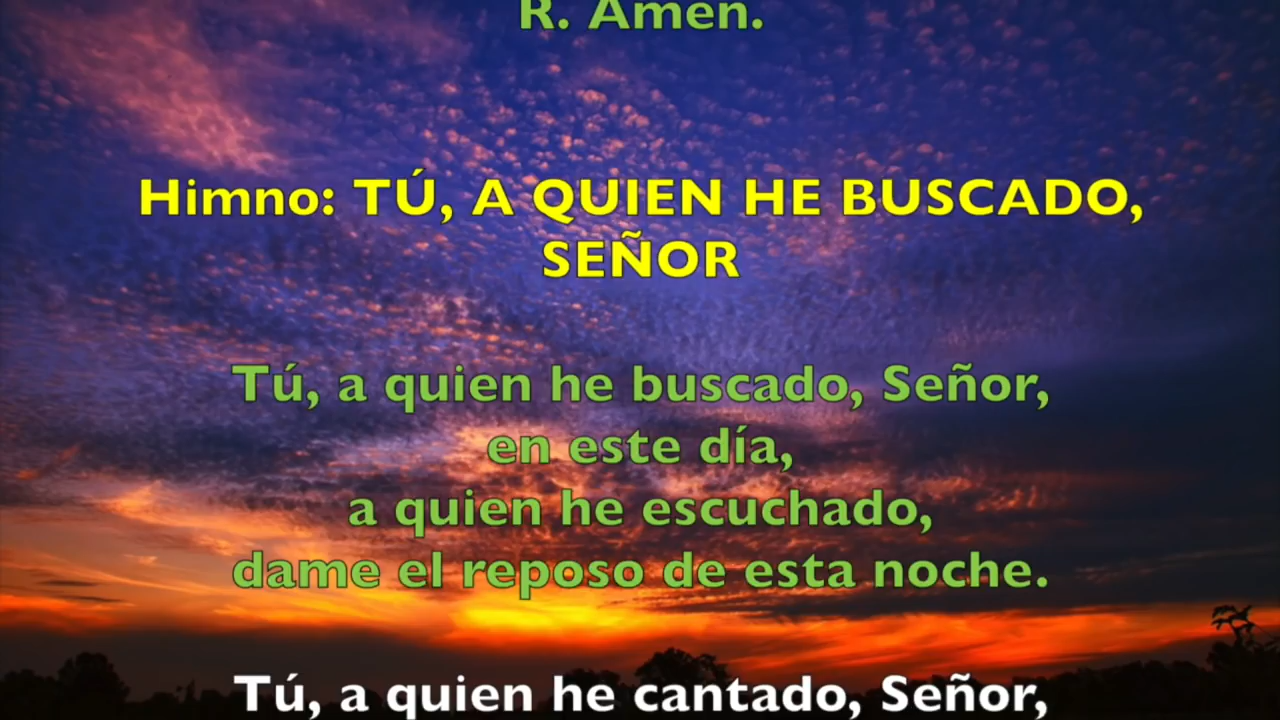 R. Amén.
Himno: TÚ, A QUIEN HE BUSCADO,
SEÑOR
Tú, a quien he buscado, Señor,
en este día,
a quien he escuchado,
dame el reposo de esta noche.
Tú, a quien he cantado, Señor,